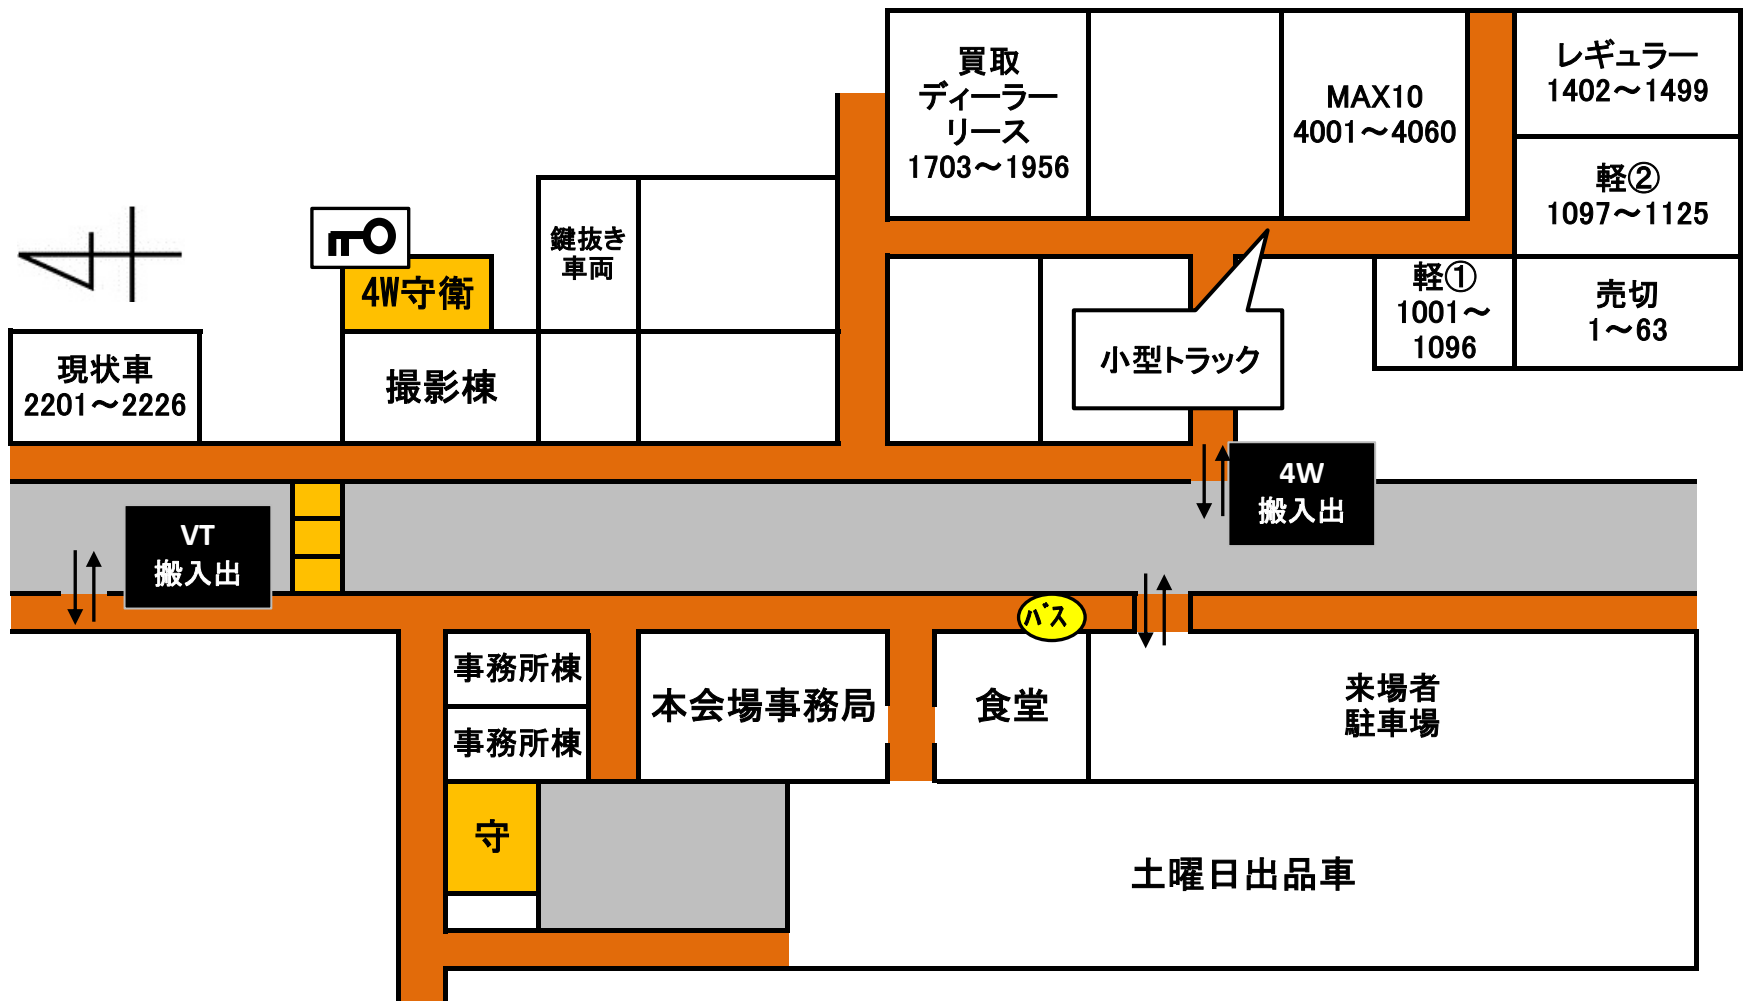 買取
ディーラー
リース
1703～1956
MAX10
4001～4060
レギュラー
1402～1499
軽②
1097～1125
鍵抜き
車両
4W守衛
軽①
1001～
1096
売切
1～63
現状車
2201～2226
撮影棟
小型トラック
4W
搬入出
VT
搬入出
バス
事務所棟
事務所棟
本会場事務局
食堂
来場者
駐車場
守
土曜日出品車